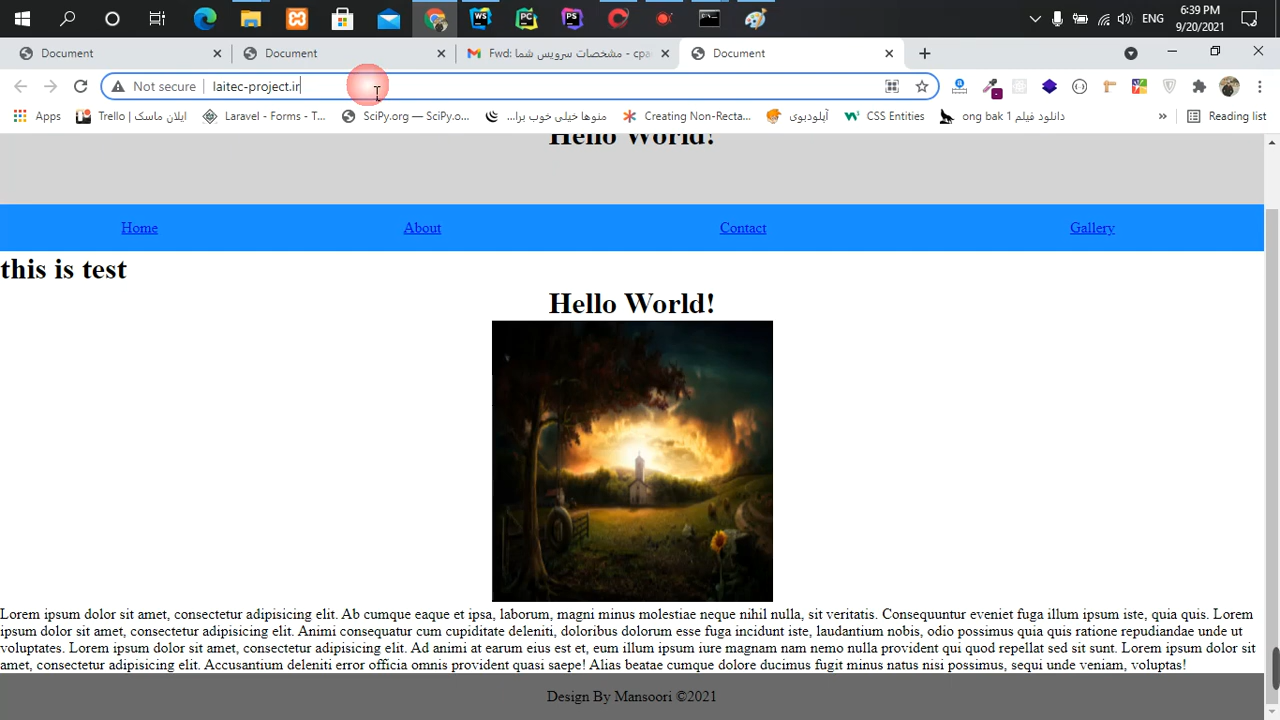 ENG
6:39 PM
9/20/2021
Document
Document
Fwd: مشخصات سرویس شما - cpa
Document
Not secure
laitec-project.ir
Apps
Trello | ایلان ماسک
Laravel - Forms - T...
SciPy.org — SciPy.o...
منوها خیلی خوب برا...
Creating Non-Recta...
آپلودبوی
CSS Entities
دانلود فیلم ong bak 1
»
Reading list
Hello World!
Home
About
Contact
Gallery
this is test
Hello World!
Lorem ipsum dolor sit amet, consectetur adipisicing elit. Ab cumque eaque et ipsa, laborum, magni minus molestiae neque nihil nulla, sit veritatis. Consequuntur eveniet fuga illum ipsum iste, quia quis. Lorem
ipsum dolor sit amet, consectetur adipisicing elit. Animi consequatur cum cupiditate deleniti, doloribus dolorum esse fuga incidunt iste, laudantium nobis, odio possimus quia quis ratione repudiandae unde ut
voluptates. Lorem ipsum dolor sit amet, consectetur adipisicing elit. Ad animi at earum eius est et, eum illum ipsum iure magnam nam nemo nulla provident qui quod repellat sed sit sunt. Lorem ipsum dolor sit
amet, consectetur adipisicing elit. Accusantium deleniti error officia omnis provident quasi saepe! Alias beatae cumque dolore ducimus fugit minus natus nisi possimus, sequi unde veniam, voluptas!
Design By Mansoori ©2021